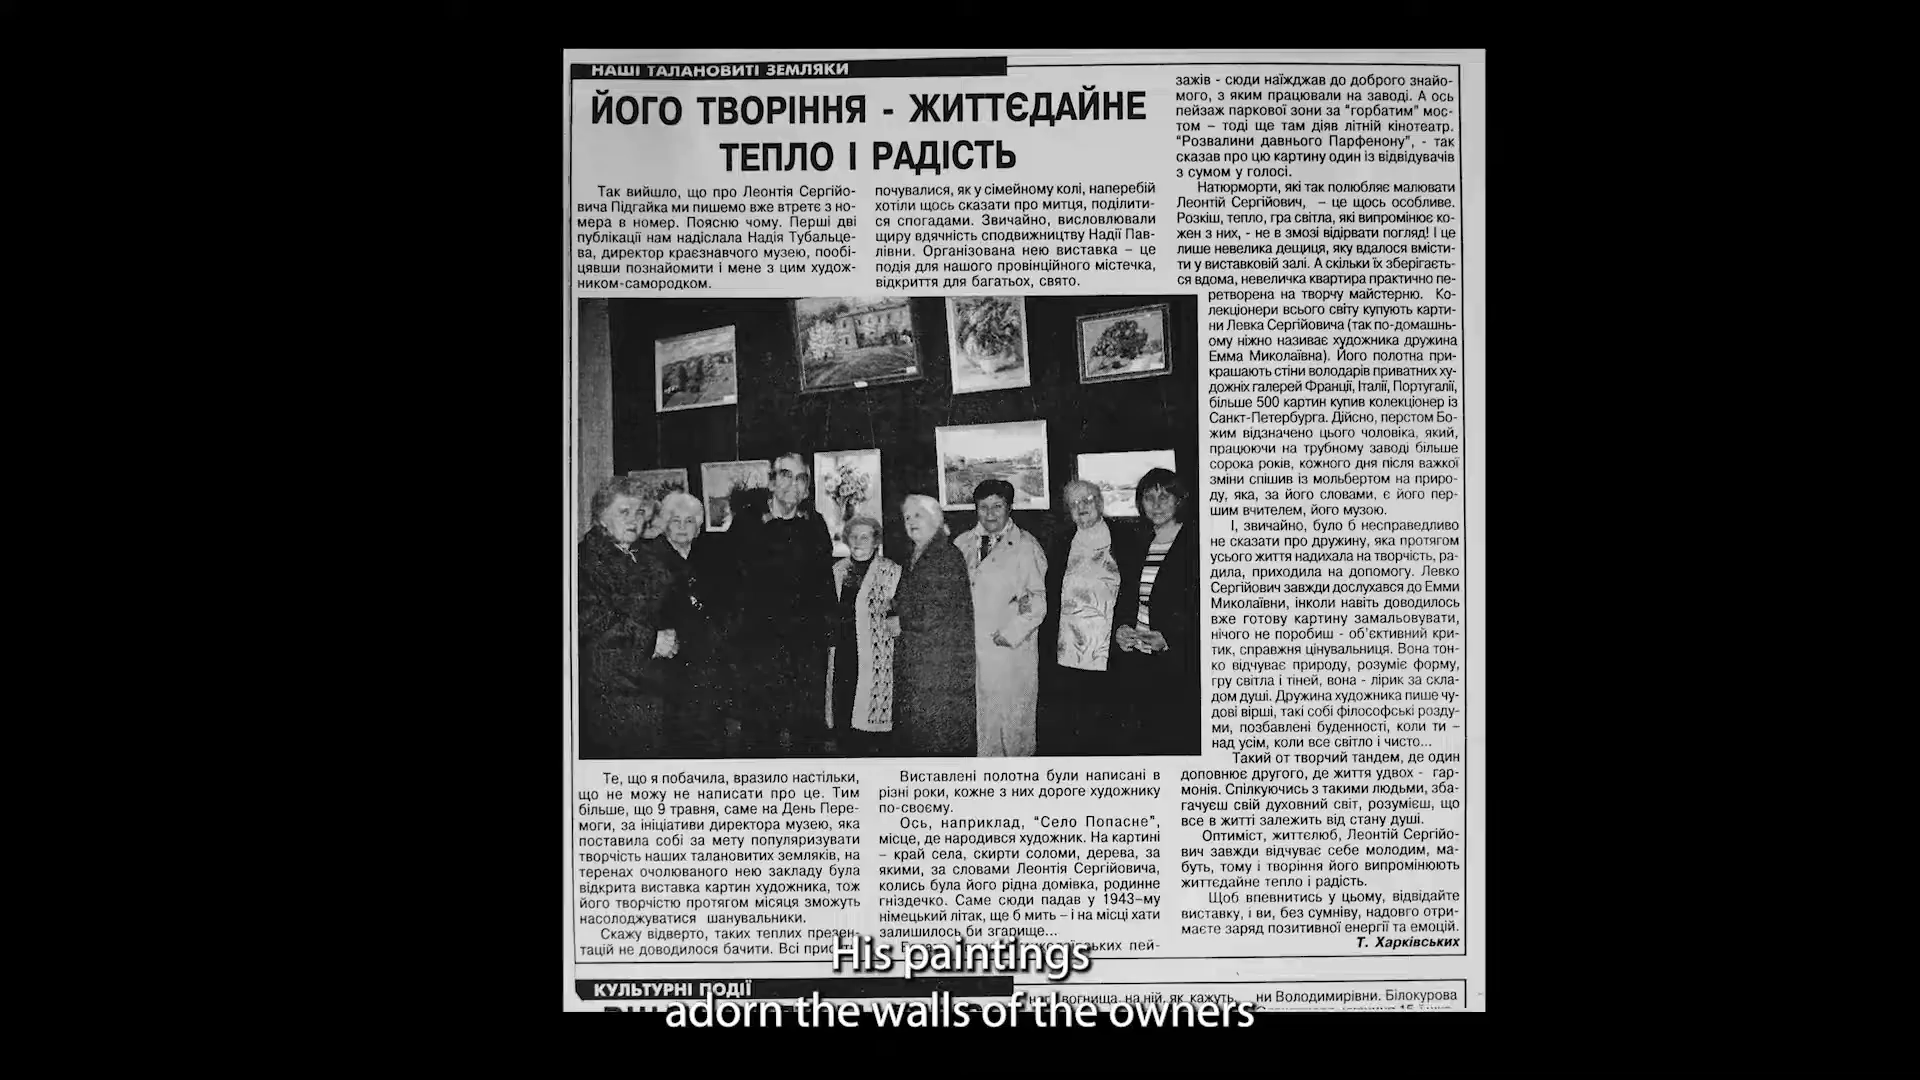 НАШІ ТАЛАНОВИТІ ЗЕМЛЯКИ
ЙОГО ТВОРІННЯ - ЖИТТЄДАЙНЕ
ТЕПЛО І РАДІСТЬ
Так вийшло, що про Леонтія Сергійо-
вича Підгайка ми пишемо вже втретє з но-
мера в номер. Поясню чому. Перші дві
публікації нам надіслала Надія Тубальце-
ва, директор краєзнавчого музею, пообі-
цявши познайомити і мене з цим худож-
ником-самородком.
Те, що я побачила, вразило настільки,
що не можу не написати про це. Тим
більше, що 9 травня, саме на День Пере-
моги, за ініціативи директора музею, яка
поставила собі за мету популяризувати
творчість наших талановитих земляків, на
теренах очолюваного нею закладу була
відкрита виставка картин художника, тож
його творчістю протягом місяця зможуть
насолоджуватися шанувальники.
Скажу відверто, таких теплих презен-
тацій не доводилося бачити. Всі
почувалися, як у сімейному колі, наперебій
хотіли щось сказати про митця, поділити-
ся спогадами. Звичайно, висловлювали
щиру вдячність сподвижництву Надії Пав-
лівни. Організована нею виставка – це
подія для нашого провінційного містечка,
відкриття для багатьох, свято.
Виставлені полотна були написані в
різні роки, кожне з них дороге художнику
по-своєму.
Ось, наприклад, “Село Попасне”,
місце, де народився художник. На картині
– край села, скирти соломи, дерева, за
якими, за словами Леонтія Сергійовича,
колись була його рідна домівка, родинне
гніздечко. Саме сюди падав у 1943–му
німецький літак, ще б мить – і на місці хати
залишилось би згарище...
пей-
зажів - сюди наїжджав до доброго знайо-
мого, з яким працювали на заводі. А ось
пейзаж паркової зони за “горбатим” мос-
том – тоді ще там діяв літній кінотеатр.
“Розвалини давнього Парфенону”, - так
сказав про цю картину один із відвідувачів
з сумом у голосі.
Натюрморти, які так полюбляє малювати
Леонтій Сергійович, – це щось особливе.
Розкіш, тепло, гра світла, які випромінює ко-
жен з них, - не в змозі відірвати погляд! І це
лише невелика дещиця, яку вдалося вмісти-
ти у виставковій залі. А скільки їх зберігаєть-
ся вдома, невеличка квартира практично пе-
ретворена на творчу майстерню. Ко-
лекціонери всього світу купують карти-
ни Левка Сергійовича (так по-домашнь-
ому ніжно називає художника дружина
Емма Миколаївна). Його полотна при-
крашають стіни володарів приватних ху-
дожніх галерей Франції, Італії, Португалії,
більше 500 картин купив колекціонер із
Санкт-Петербурга. Дійсно, перстом Бо-
жим відзначено цього чоловіка, який,
працюючи на трубному заводі більше
сорока років, кожного дня після важкої
зміни спішив із мольбертом на приро-
ду, яка, за його словами, є його пер-
шим вчителем, його музою.
І, звичайно, було б несправедливо
не сказати про дружину, яка протягом
усього життя надихала на творчість, ра-
дила, приходила на допомогу. Левко
Сергійович завжди дослухався до Емми
Миколаївни, інколи навіть доводилось
вже готову картину замальовувати,
нічого не поробиш - об’єктивний кри-
тик, справжня цінувальниця. Вона тон-
ко відчуває природу, розуміє форму,
гру світла і тіней, вона - лірик за скла-
дом душі. Дружина художника пише чу-
дові вірші, такі собі філософські розду-
ми, позбавлені буденності, коли ти –
над усім, коли все світло і чисто...
Такий от творчий тандем, де один
доповнює другого, де життя удвох - гар-
монія. Спілкуючись з такими людьми, зба-
гачуєш свій духовний світ, розумієш, що
все в житті залежить від стану душі.
Оптиміст, життєлюб, Леонтій Сергійо-
вич завжди відчуває себе молодим, ма-
буть, тому і творіння його випромінюють
життєдайне тепло і радість.
Щоб впевнитись у цьому, відвідайте
виставку, і ви, без сумніву, надовго отри-
маєте заряд позитивної енергії та емоцій.
Т. Харківських
КУЛЬТУРНІ ПОДІЇ
вогнища, на ній, як кажуть,
ни Володимирівни. Білокурова
His paintings
adorn the walls of the owners